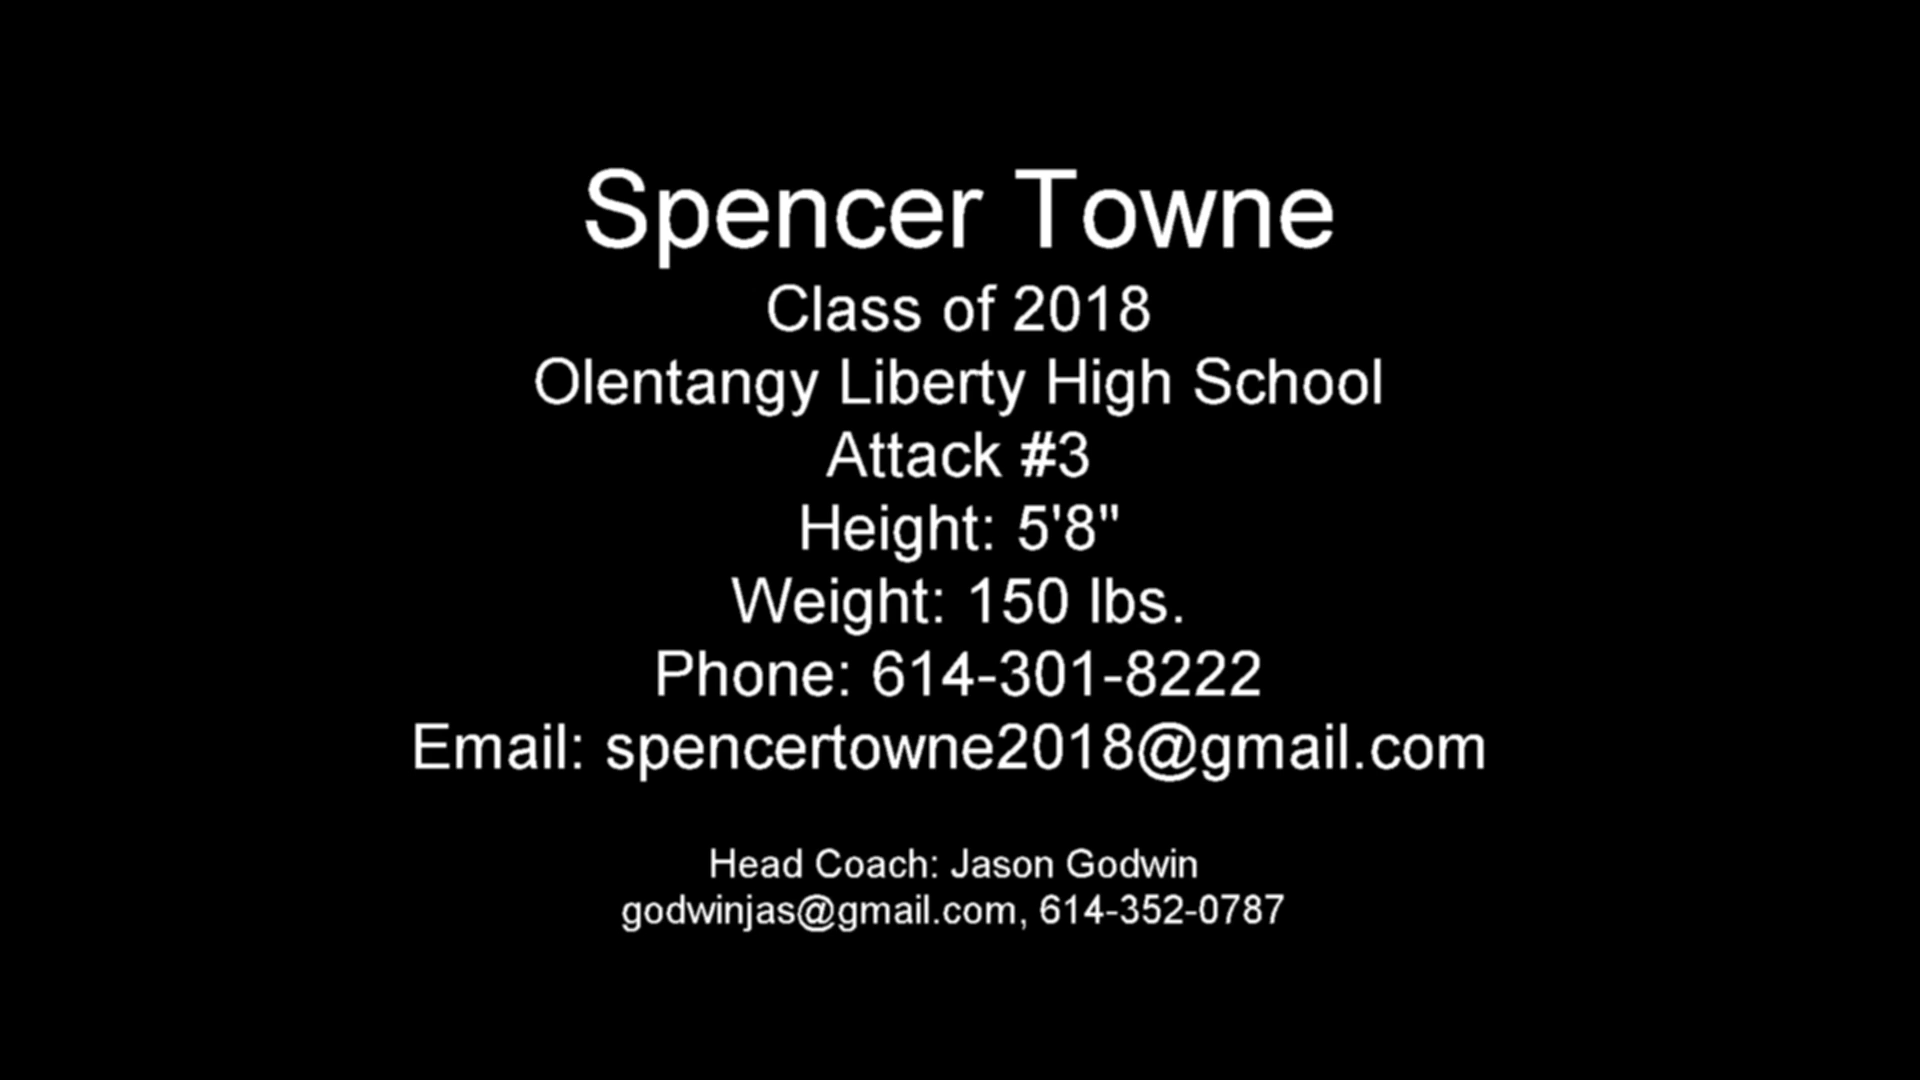 Spencer Towne
Class of 2018
Olentangy Liberty High School
Attack #3
Height: 5'8"
Weight: 150 lbs.
Phone: 614-301-8222
Email: spencertowne2018@gmail.com
Head Coach: Jason Godwin
godwinjas@gmail.com, 614-352-0787